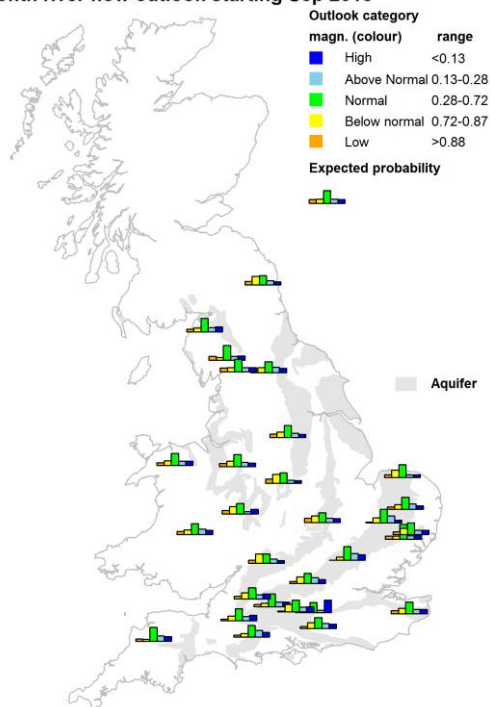 Outlook category
magn. (colour) range
High <0.13
Above Normal 0.13-0.28
Normal 0.28-0.72
Below normal 0.72-0.87
Low >0.88
Expected probability
Aquifer